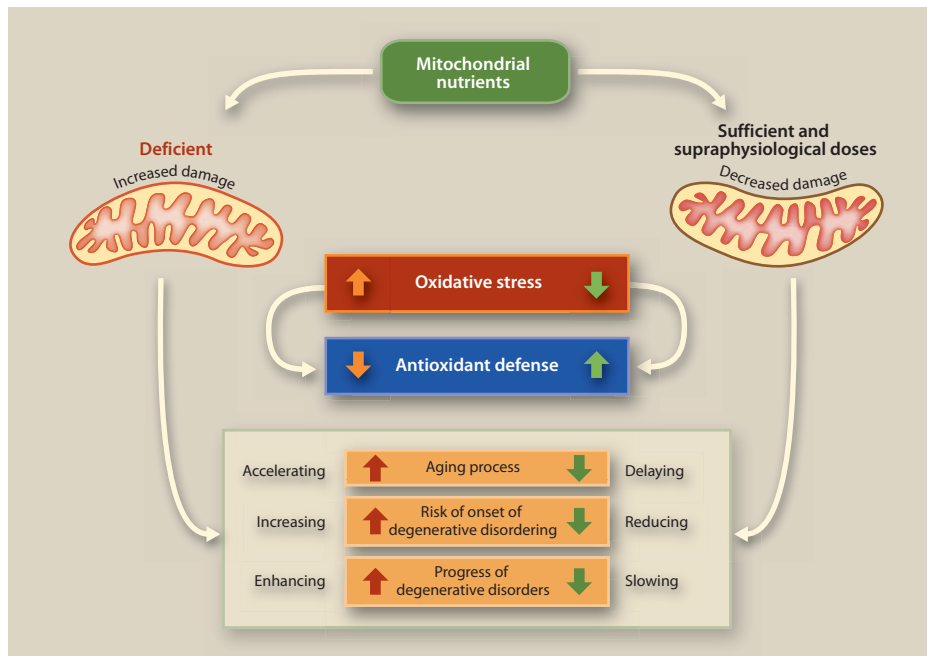 Mitochondrial
nutrients
Deficient
Increased damage
Sufficient and
supraphysiological doses
Decreased damage
Oxidative stress
Antioxidant defense
Accelerating
Aging process
Delaying
Increasing
Risk of onset of
degenerative disordering
Reducing
Enhancing
Progress of
degenerative disorders
Slowing